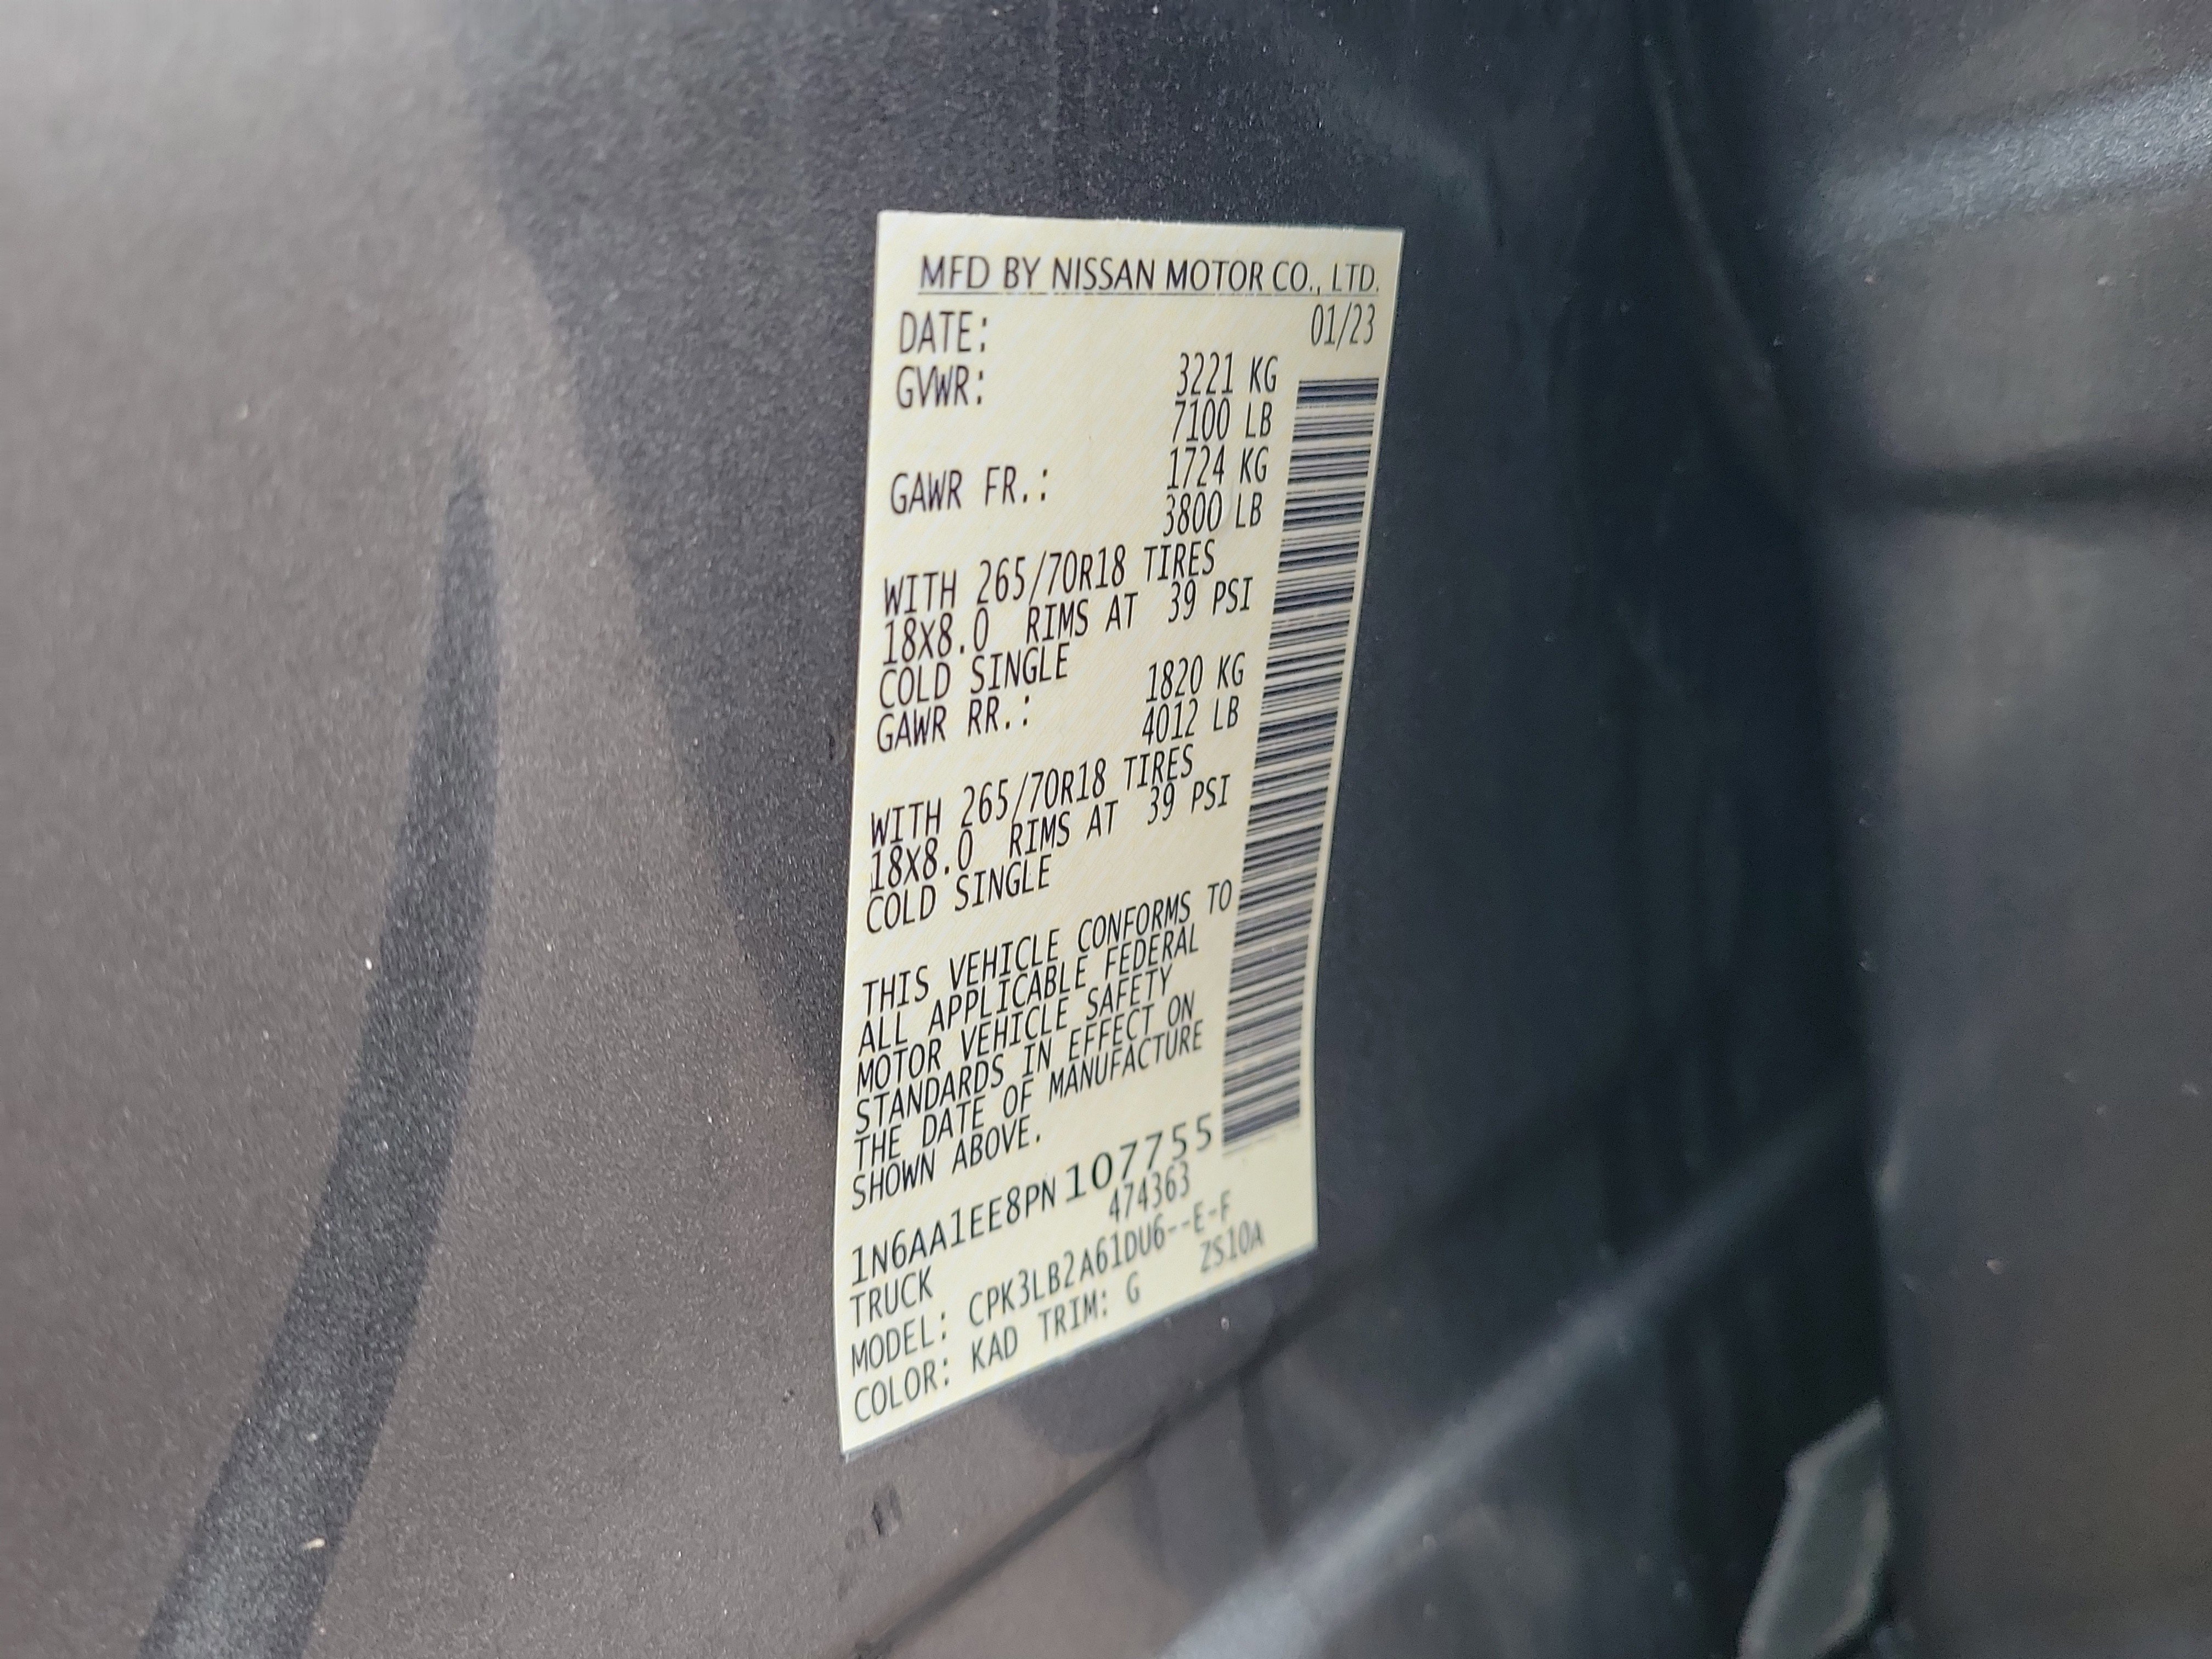 MFD BY NISSAN MOTOR CO., LTD.
DATE: 01/23
GVWR: 3221 KG
7100 LB
GAWR FR.: 1724 KG
3800 LB
WITH 265/70R18 TIRES
18X8.0 RIMS AT 39 PSI
COLD SINGLE
GAWR RR.: 1820 KG
4012 LB
WITH 265/70R18 TIRES
18X8.0 RIMS AT 39 PSI
COLD SINGLE
THIS VEHICLE CONFORMS TO
ALL APPLICABLE FEDERAL
MOTOR VEHICLE SAFETY
STANDARDS IN EFFECT ON
THE DATE OF MANUFACTURE
SHOWN ABOVE.
1N6AA1EE8PN107755
TRUCK 474363
MODEL: CPK3LB2A61DU6--E-F
COLOR: KAD TRIM: G ZS10A